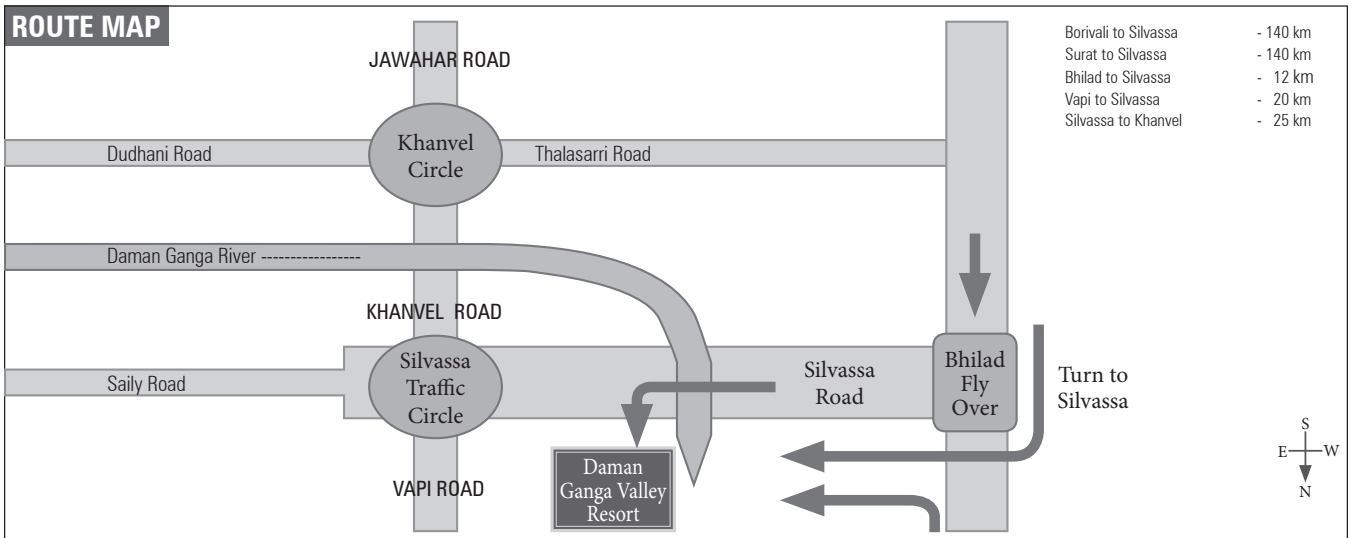 ROUTE MAP
Borivali to Silvassa - 140 km
Surat to Silvassa - 140 km
Bhilad to Silvassa - 12 km
Vapi to Silvassa - 20 km
Silvassa to Khanvel - 25 km
JAWAHAR ROAD
Dudhani Road
Khanvel
Circle
Thalasarri Road
Daman Ganga River -----------------
KHANVEL ROAD
Saily Road
Silvassa
Traffic
Circle
Silvassa
Road
Bhilad
Fly
Over
Turn to
Silvassa
VAPI ROAD
Daman
Ganga Valley
Resort
S
E W
N